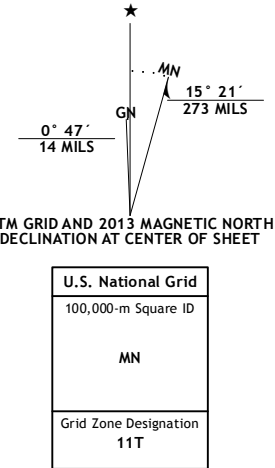 ★
MN
GN
15° 21´
273 MILS
0° 47´
14 MILS
TM GRID AND 2013 MAGNETIC NORTH
DECLINATION AT CENTER OF SHEET
U.S. National Grid
100,000-m Square ID
MN
Grid Zone Designation
11T